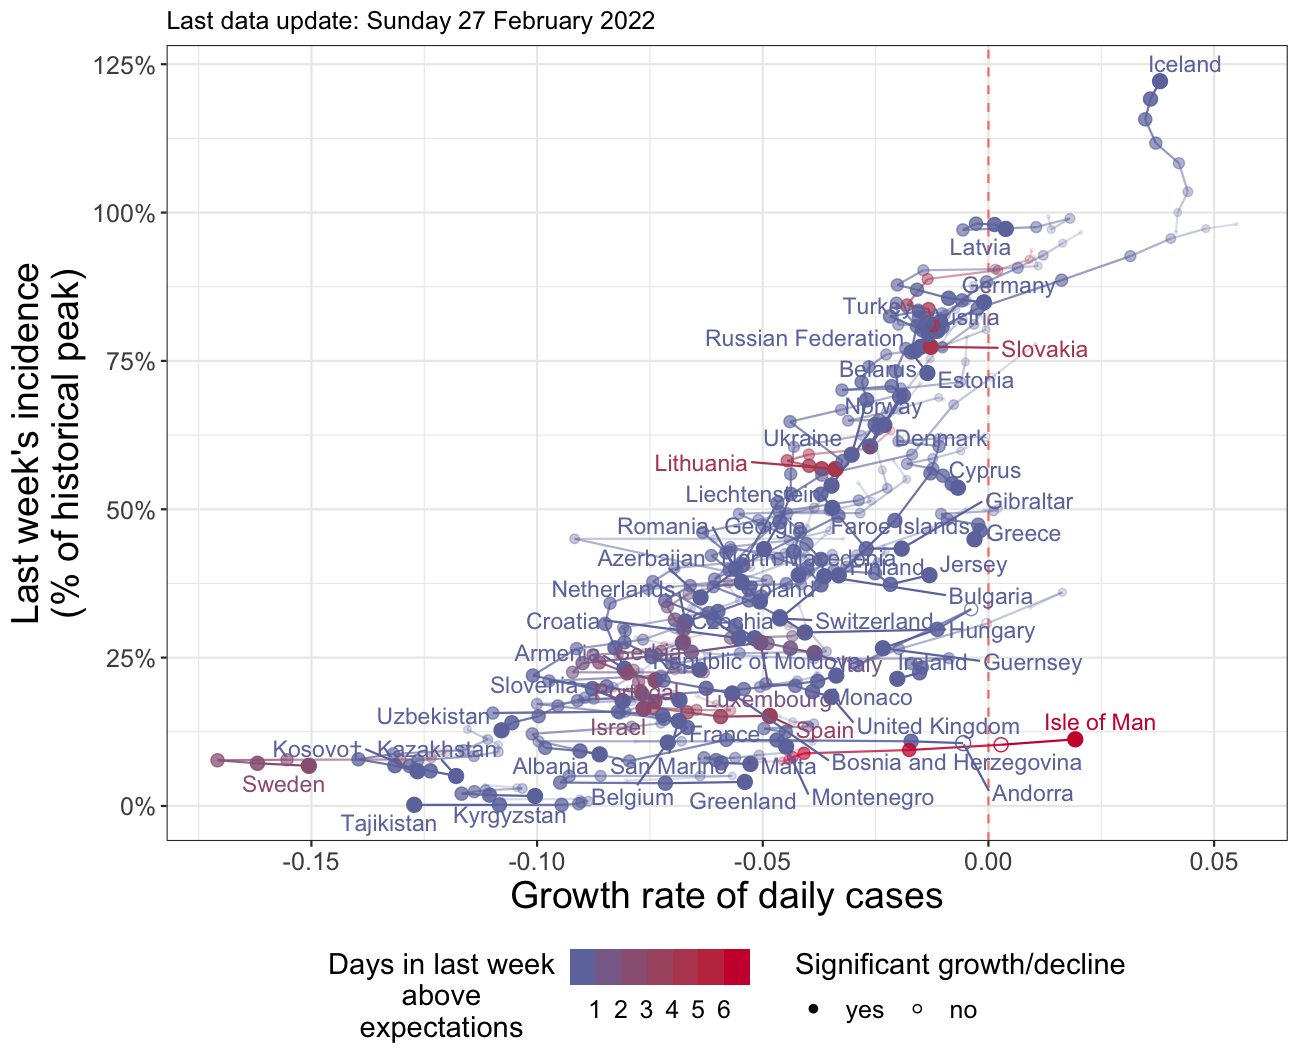 Last data update: Sunday 27 February 2022
Last week's incidence
(% of historical peak)
125%
100%
75%
50%
25%
0%
Iceland
Latvia
Germany
Turkey
Austria
Russian Federation
Slovakia
Belarus
Estonia
Norway
Ukraine
Denmark
Lithuania
Cyprus
Liechtenstein
Gibraltar
Romania
Georgia
Faroe Islands
Greece
Azerbaijan
North Macedonia
Finland
Jersey
Netherlands
Poland
Bulgaria
Croatia
Czechia
Switzerland
Hungary
Armenia
Serbia
Republic of Moldova
Italy
Ireland
Guernsey
Slovenia
Portugal
Luxembourg
Monaco
Uzbekistan
Israel
France
Spain
United Kingdom
Isle of Man
Kosovo†
Kazakhstan
Sweden
Albania
San Marino
Malta
Bosnia and Herzegovina
Belgium
Greenland
Montenegro
Andorra
Tajikistan
Kyrgyzstan
-0.15
-0.10
-0.05
0.00
0.05
Growth rate of daily cases
Days in last week
above
expectations
1 2 3 4 5 6
Significant growth/decline
yes
no